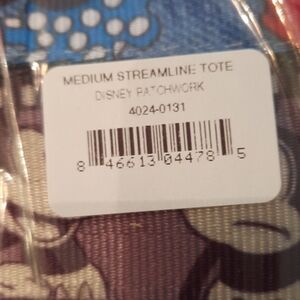 MEDIUM STREAMLINE TOTE
DISNEY PATCHWORK
4024-0131
8 46613 04478 5